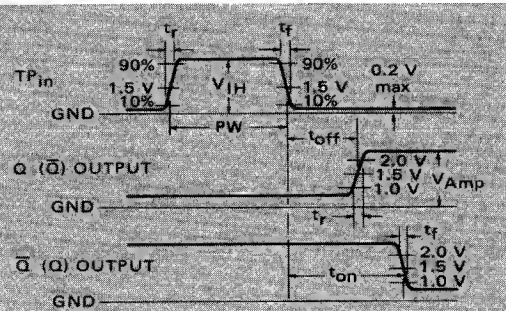 tr
tf
90%
90%
TPin
VIH
0.2 V
max
1.5 V
1.5 V
10%
10%
GND
PW
toff
Q (Q̅) OUTPUT
2.0 V
1.5 V
1.0 V
VAmp
GND
tr
tf
Q̅ (Q) OUTPUT
2.0 V
1.5 V
1.0 V
ton
GND